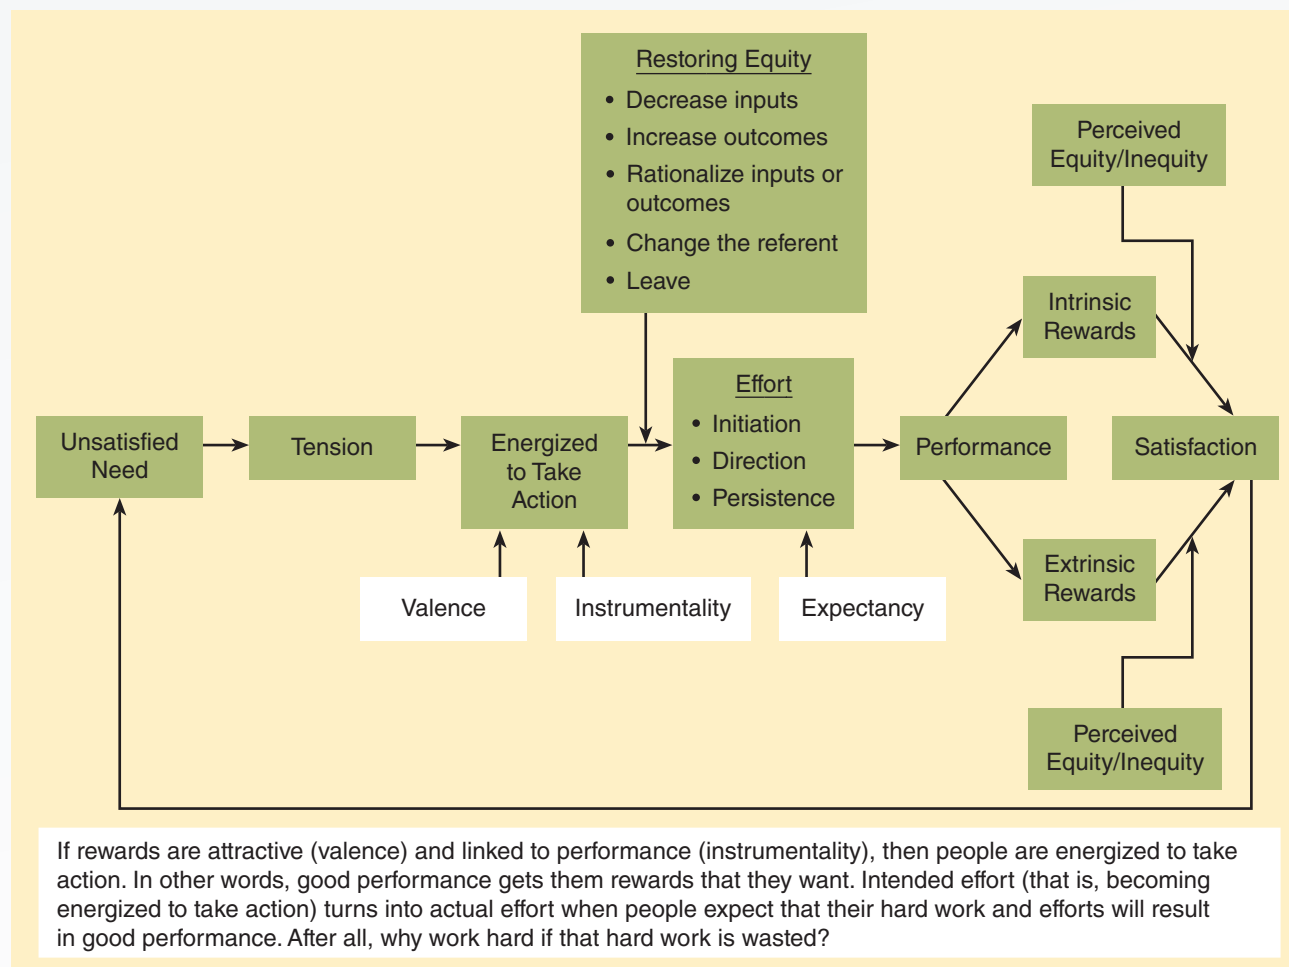 Restoring Equity
• Decrease inputs
• Increase outcomes
• Rationalize inputs or
outcomes
• Change the referent
• Leave
Perceived
Equity/Inequity
Intrinsic
Rewards
Unsatisfied
Need
Tension
Energized
to Take
Action
Effort
• Initiation
• Direction
• Persistence
Performance
Satisfaction
Valence
Instrumentality
Expectancy
Extrinsic
Rewards
Perceived
Equity/Inequity
If rewards are attractive (valence) and linked to performance (instrumentality), then people are energized to take
action. In other words, good performance gets them rewards that they want. Intended effort (that is, becoming
energized to take action) turns into actual effort when people expect that their hard work and efforts will result
in good performance. After all, why work hard if that hard work is wasted?